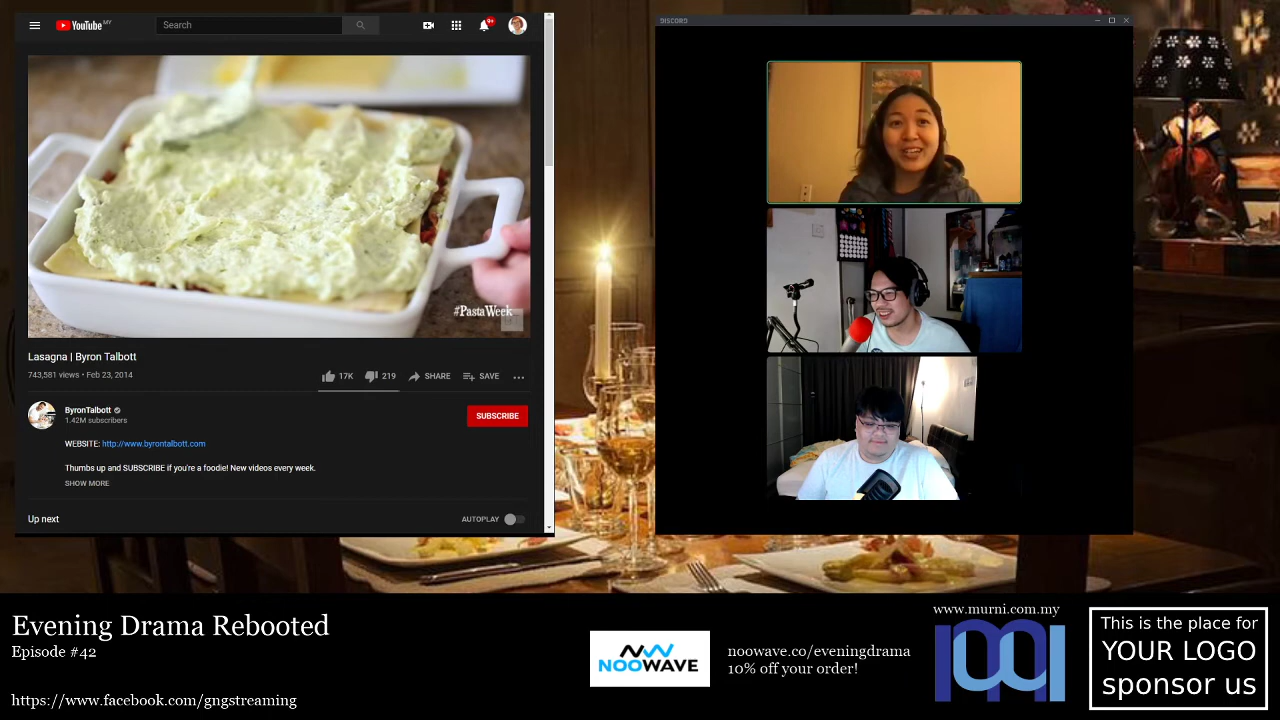 YouTube MY
Search
9+
#PastaWeek
Lasagna | Byron Talbott
743,581 views • Feb 23, 2014
17K
219
SHARE
SAVE
ByronTalbott
1.42M subscribers
SUBSCRIBE
WEBSITE: http://www.byrontalbott.com
Thumbs up and SUBSCRIBE if you're a foodie! New videos every week.
SHOW MORE
Up next
AUTOPLAY
DISCORD
Evening Drama Rebooted
Episode #42
https://www.facebook.com/gngstreaming
NOOWAVE
noowave.co/eveningdrama
10% off your order!
www.murni.com.my
This is the place for
YOUR LOGO
sponsor us